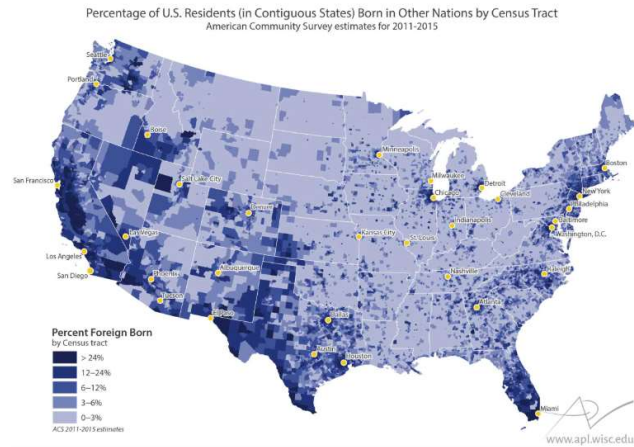 Percentage of U.S. Residents (in Contiguous States) Born in Other Nations by Census Tract
American Community Survey estimates for 2011-2015
Seattle
Portland
Boise
Minneapolis
Boston
Milwaukee
Detroit
San Francisco
Salt Lake City
Chicago
Cleveland
New York
Philadelphia
Denver
Baltimore
Indianapolis
Washington, D.C.
Las Vegas
Kansas City
St. Louis
Los Angeles
Albuquerque
Nashville
Raleigh
San Diego
Phoenix
Tucson
Atlanta
El Paso
Dallas
Percent Foreign Born
by Census tract
Austin
Houston
> 24%
12–24%
6–12%
3–6%
0–3%
Miami
ACS 2011-2015 estimates
www.apl.wisc.edu